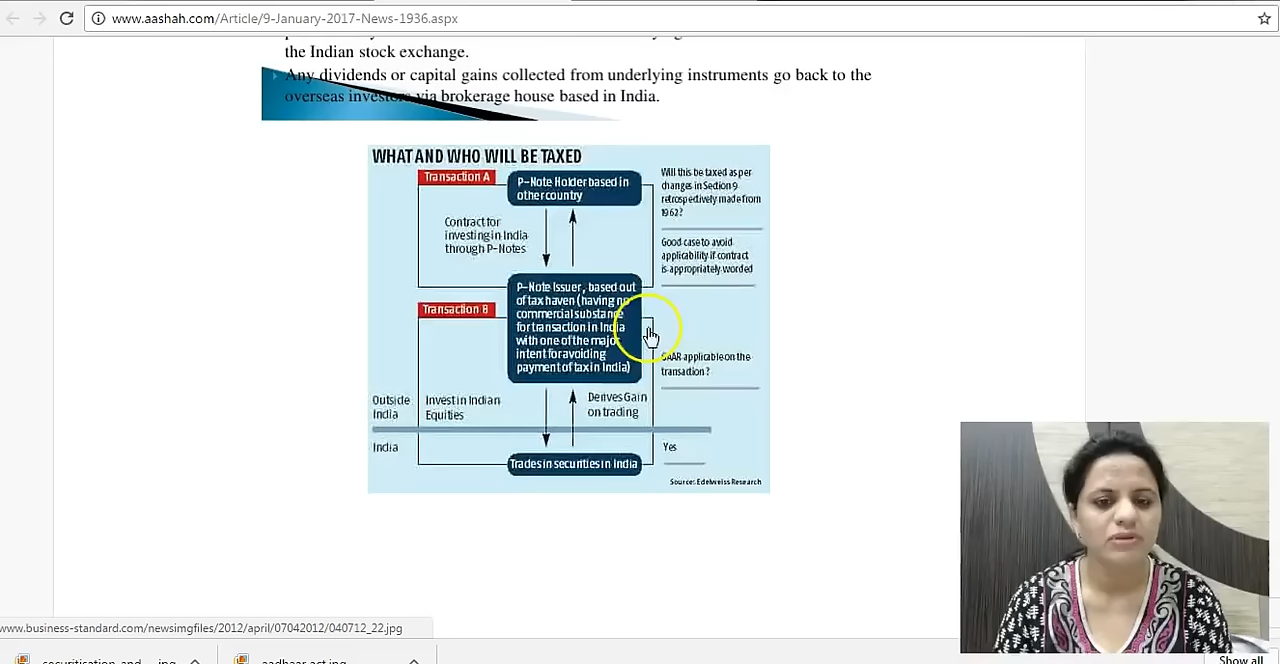 www.aashah.com/Article/9-January-2017-News-1936.aspx
the Indian stock exchange.
Any dividends or capital gains collected from underlying instruments go back to the
overseas investors via brokerage house based in India.
WHAT AND WHO WILL BE TAXED
Transaction A
P-Note Holder based in
other country
Will this be taxed as per
changes in Section 9
retrospectively made from
1962?
Contract for
investing in India
through P-Notes
Good case to avoid
applicability if contract
is appropriately worded
Transaction B
P-Note Issuer, based out
of tax haven (having no
commercial substance
for transaction in India
with one of the major
intent for avoiding
payment of tax in India)
GAAR applicable on the
transaction?
Outside
India
Invest in Indian
Equities
Derives Gain
on trading
India
Yes
Trades in securities in India
Source: Edelweiss Research
www.business-standard.com/newsimgfiles/2012/april/07042012/040712_22.jpg
Show all